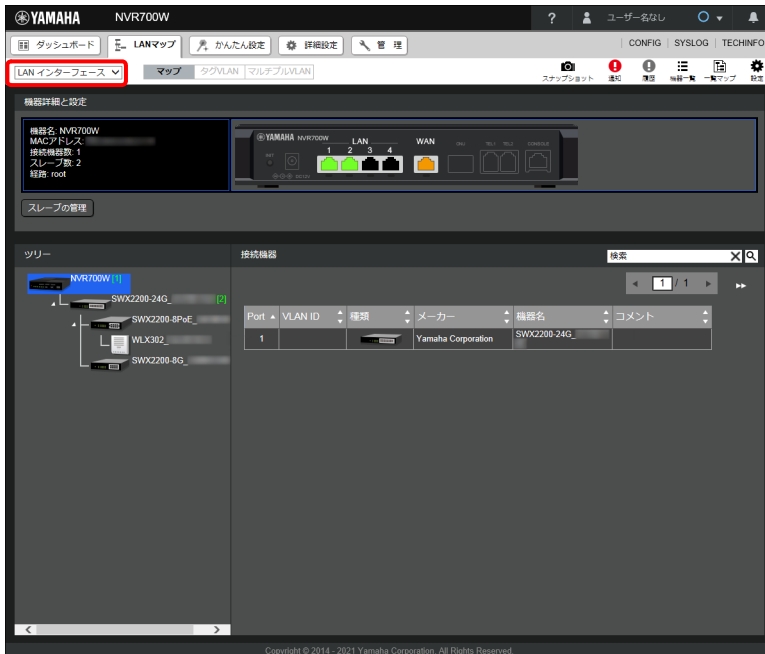 YAMAHA NVR700W ? ユーザー名なし
ダッシュボード LANマップ かんたん設定 詳細設定 管 理 CONFIG SYSLOG TECHINFO
LAN インターフェース マップ タグVLAN マルチプルVLAN スナップショット 通知 履歴 機器一覧 一覧マップ 設定
機器詳細と設定
機器名: NVR700W
MACアドレス:
接続機器数: 1
スレーブ数: 2
経路: root
YAMAHA NVR700W LAN WAN ONU TEL1 TEL2 CONSOLE
1 2 3 4
DC12V
スレーブの管理
ツリー
NVR700W [1]
SWX2200-24G_ [2]
SWX2200-8PoE_
WLX302_
SWX2200-8G_
接続機器 検索
1 / 1
Port VLAN ID 種類 メーカー 機器名 コメント
1 Yamaha Corporation SWX2200-24G_
Copyright © 2014 - 2021 Yamaha Corporation. All Rights Reserved.